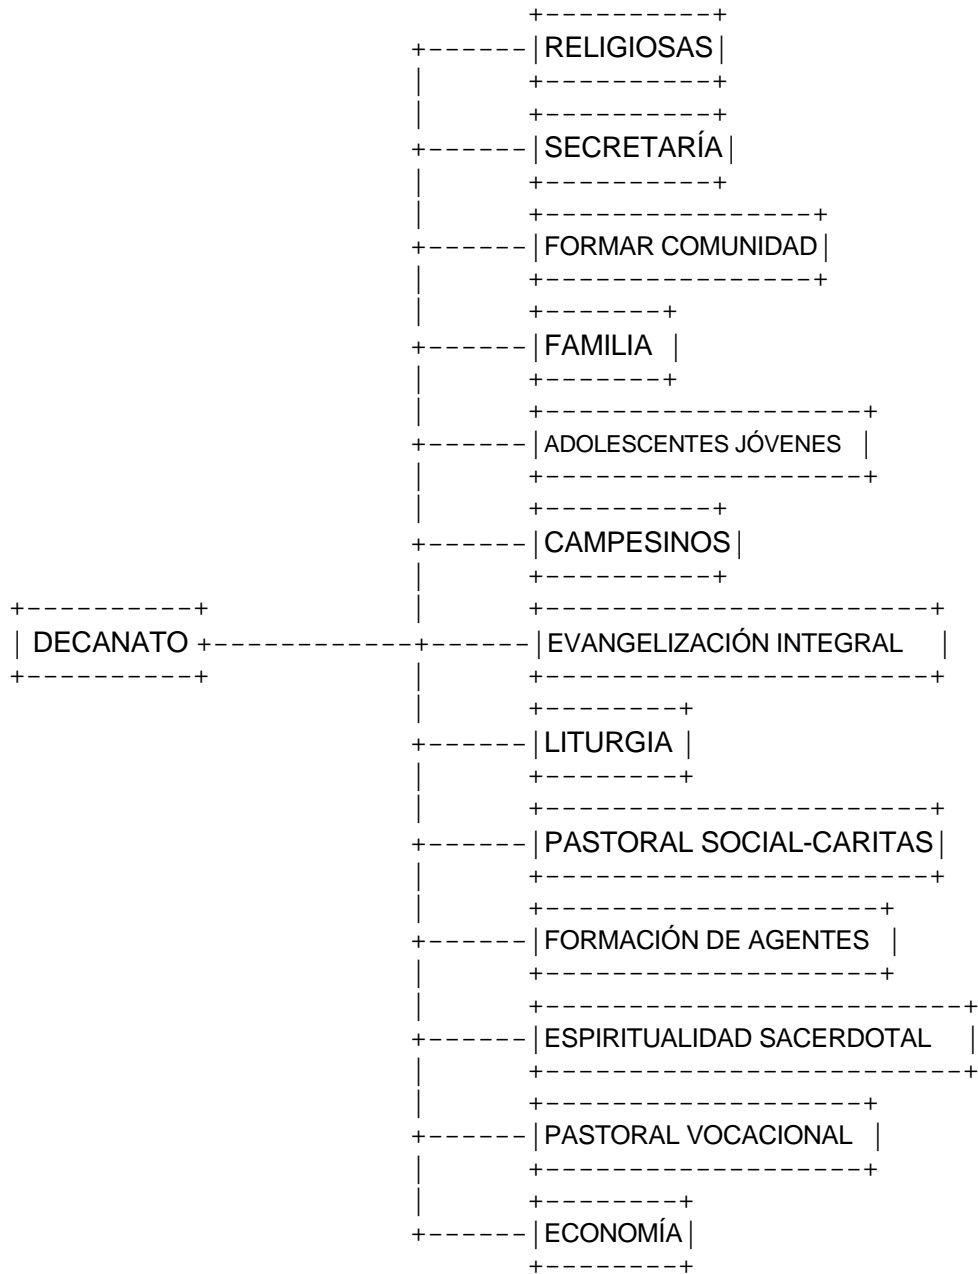 RELIGIOSAS
SECRETARÍA
FORMAR COMUNIDAD
FAMILIA
ADOLESCENTES JÓVENES
CAMPESINOS
DECANATO
EVANGELIZACIÓN INTEGRAL
LITURGIA
PASTORAL SOCIAL-CARITAS
FORMACIÓN DE AGENTES
ESPIRITUALIDAD SACERDOTAL
PASTORAL VOCACIONAL
ECONOMÍA